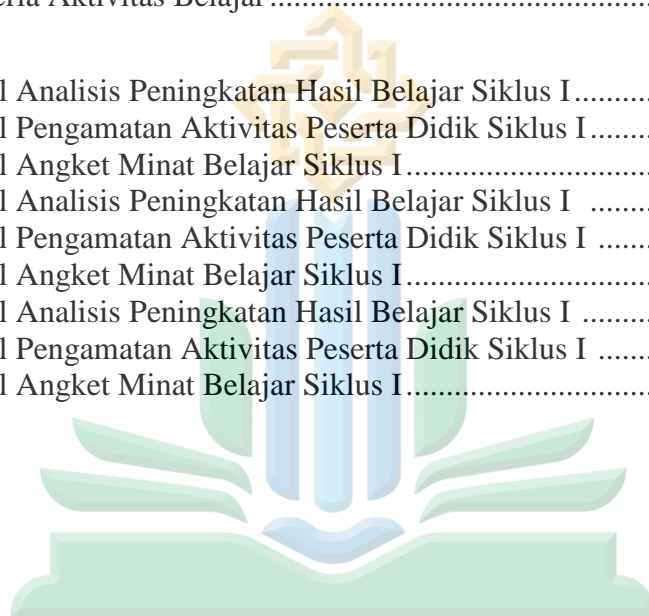 Aktivitas Belajar ..........................................
l Analisis Peningkatan Hasil Belajar Siklus I ..........
l Pengamatan Aktivitas Peserta Didik Siklus I ........
l Angket Minat Belajar Siklus I ................................
l Analisis Peningkatan Hasil Belajar Siklus I ........
l Pengamatan Aktivitas Peserta Didik Siklus I .......
l Angket Minat Belajar Siklus I ................................
l Analisis Peningkatan Hasil Belajar Siklus I .........
l Pengamatan Aktivitas Peserta Didik Siklus I .......
l Angket Minat Belajar Siklus I ................................